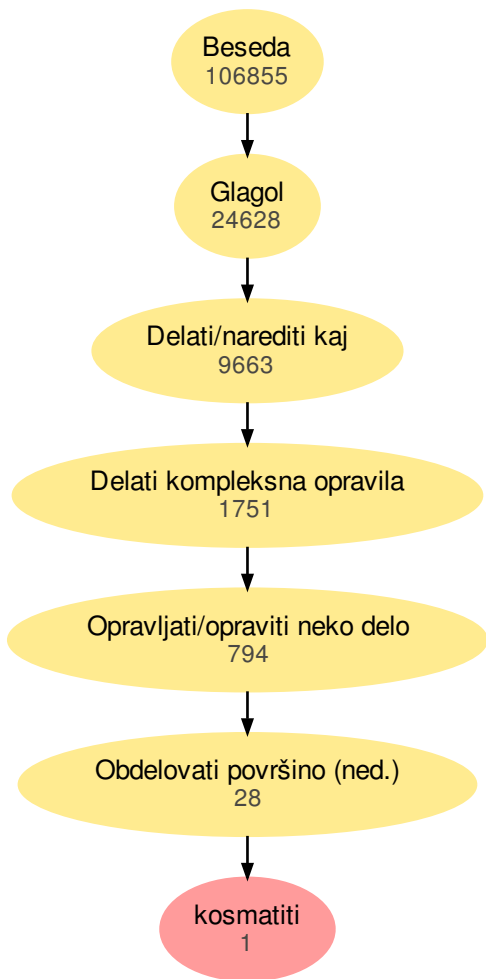 Beseda
106855
Glagol
24628
Delati/narediti kaj
9663
Delati kompleksna opravila
1751
Opravljati/opraviti neko delo
794
Obdelovati površino (ned.)
28
kosmatiti
1